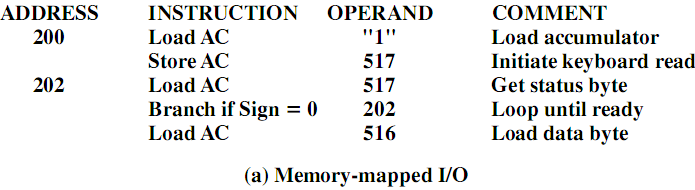 ADDRESS INSTRUCTION OPERAND COMMENT
200 Load AC "1" Load accumulator
Store AC 517 Initiate keyboard read
202 Load AC 517 Get status byte
Branch if Sign = 0 202 Loop until ready
Load AC 516 Load data byte
(a) Memory-mapped I/O